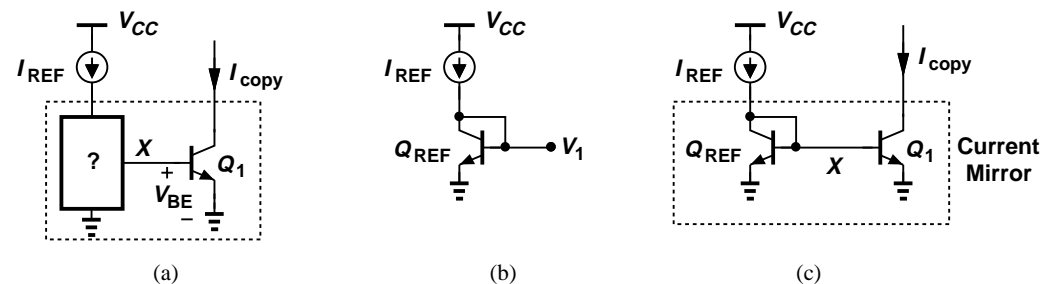 V_CC
I_REF
I_copy
?
X
+
V_BE
−
Q_1
(a)
V_CC
I_REF
Q_REF
V_1
(b)
V_CC
I_REF
I_copy
Q_REF
X
Q_1
Current
Mirror
(c)